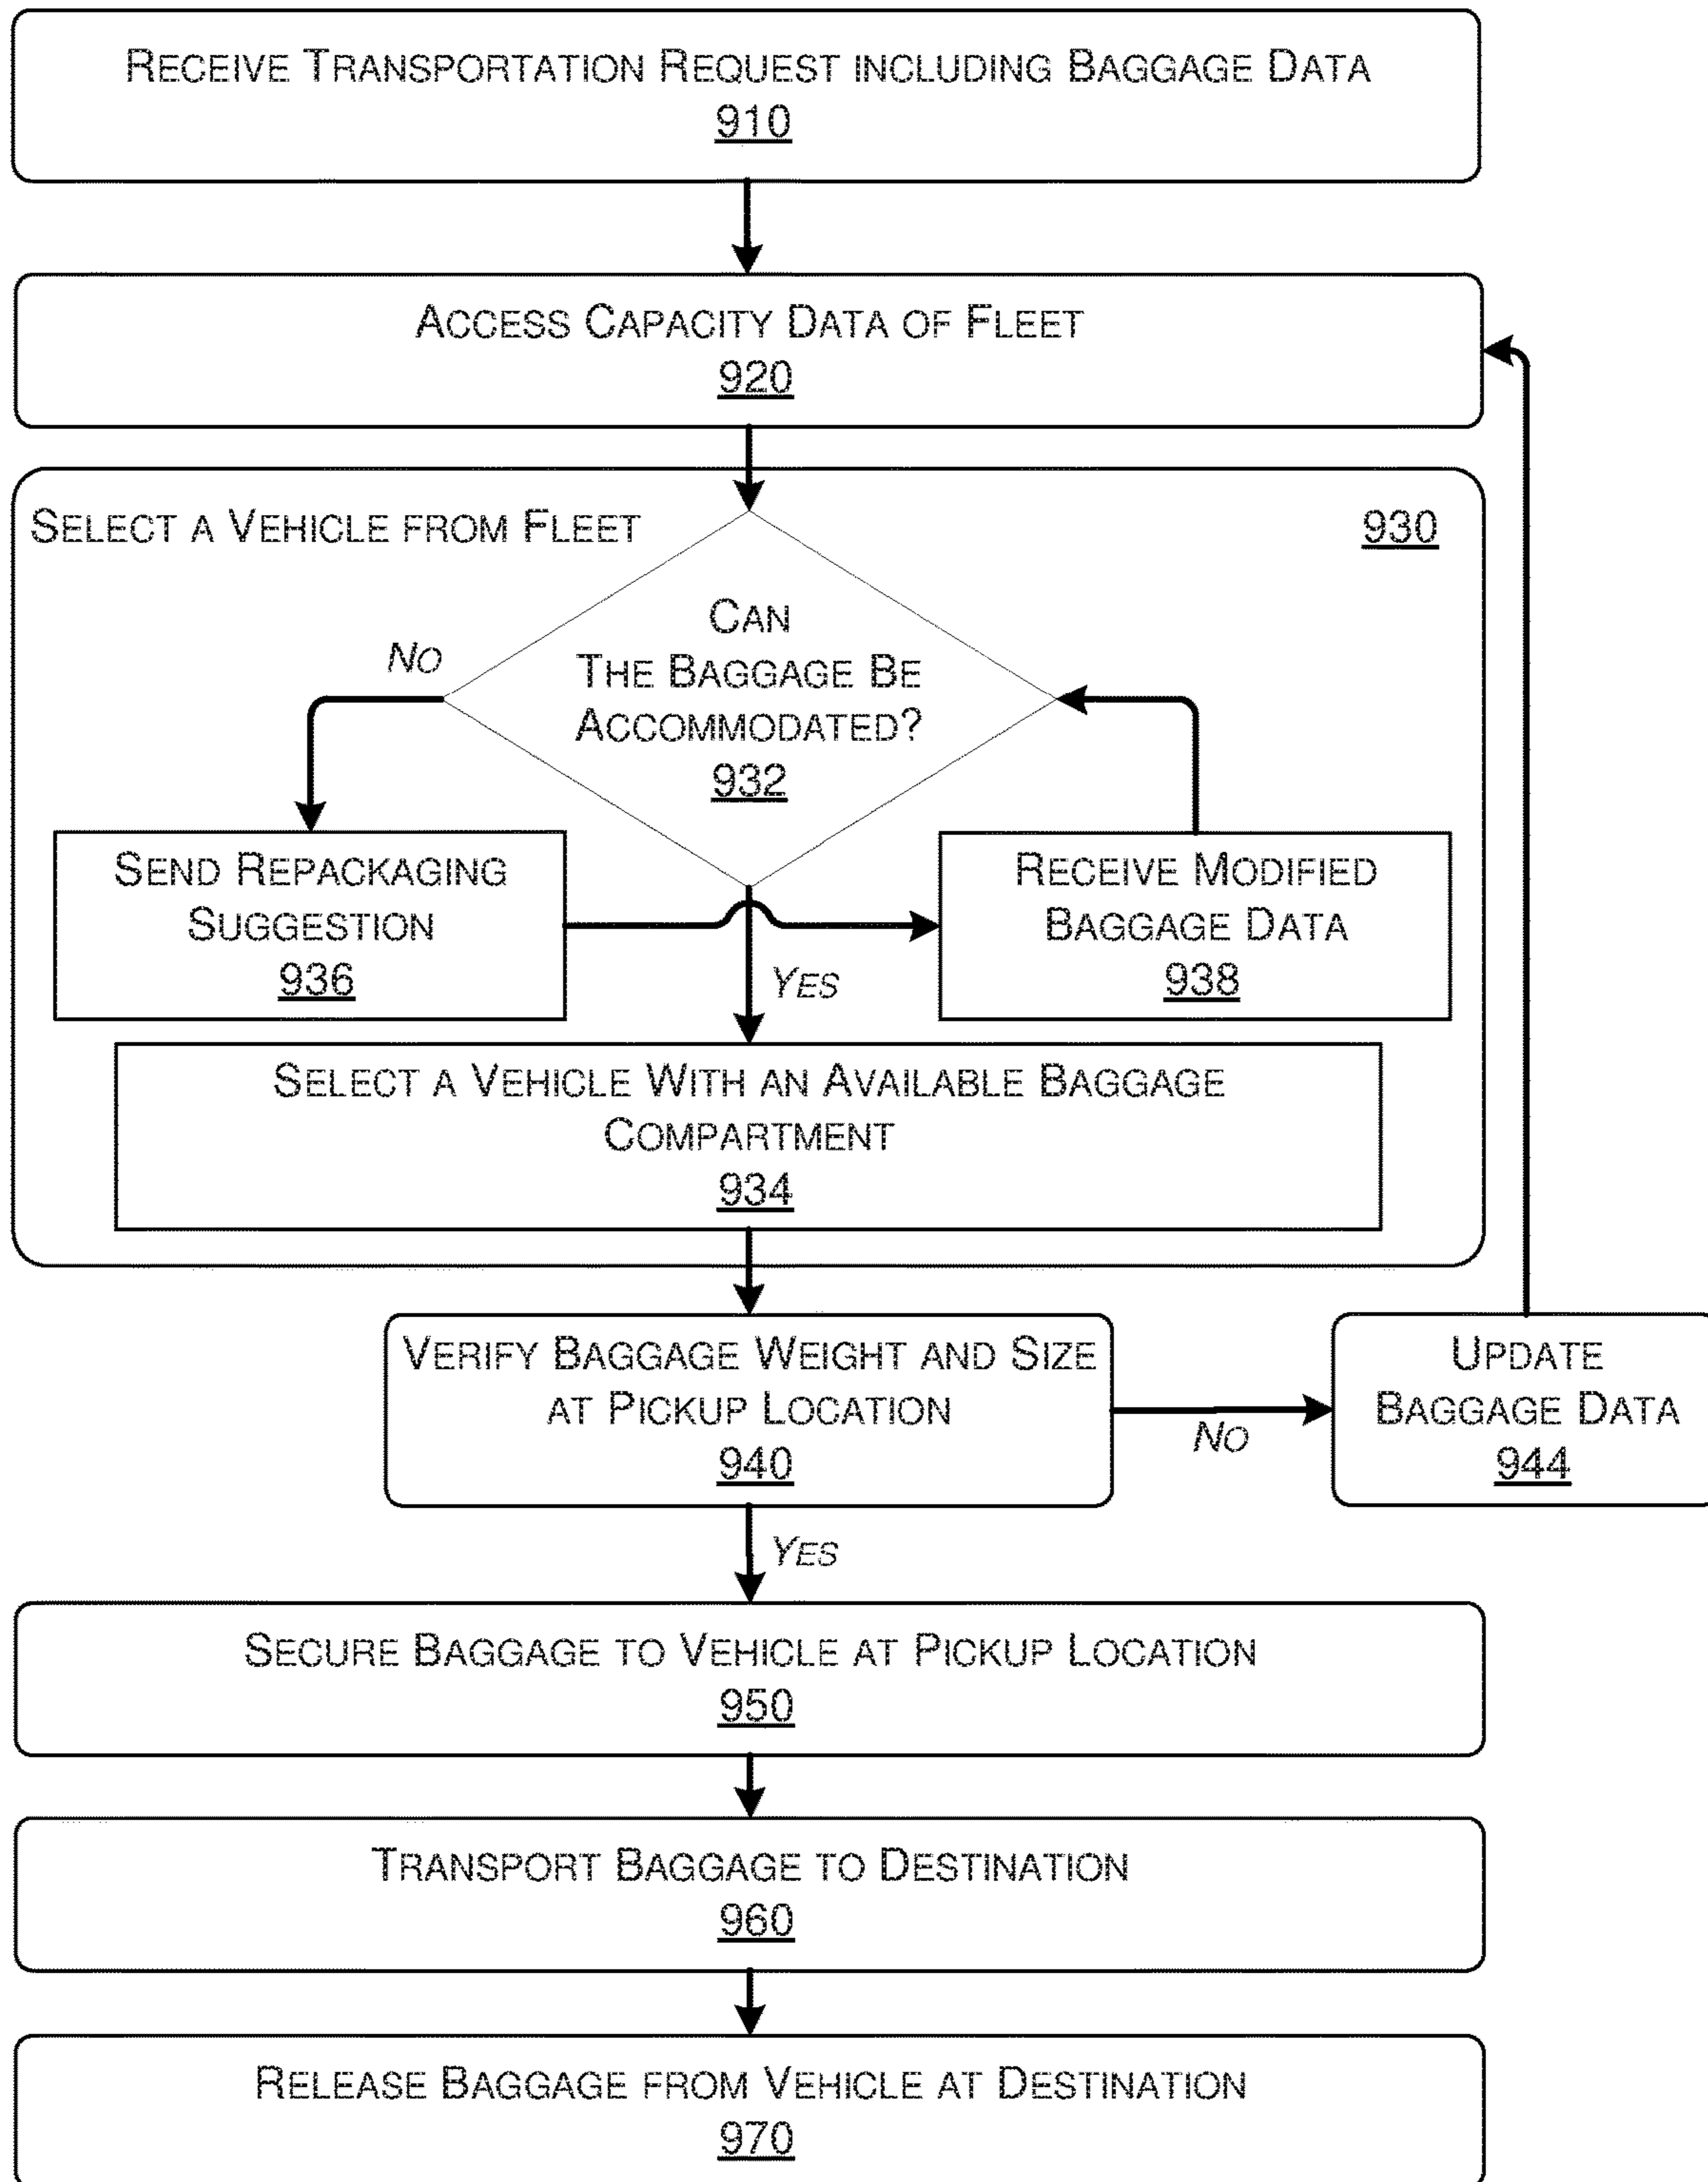 RECEIVE TRANSPORTATION REQUEST INCLUDING BAGGAGE DATA
910
ACCESS CAPACITY DATA OF FLEET
920
SELECT A VEHICLE FROM FLEET
930
CAN
THE BAGGAGE BE
ACCOMMODATED?
932
NO
SEND REPACKAGING
SUGGESTION
936
YES
RECEIVE MODIFIED
BAGGAGE DATA
938
SELECT A VEHICLE WITH AN AVAILABLE BAGGAGE
COMPARTMENT
934
VERIFY BAGGAGE WEIGHT AND SIZE
AT PICKUP LOCATION
940
NO
UPDATE
BAGGAGE DATA
944
YES
SECURE BAGGAGE TO VEHICLE AT PICKUP LOCATION
950
TRANSPORT BAGGAGE TO DESTINATION
960
RELEASE BAGGAGE FROM VEHICLE AT DESTINATION
970